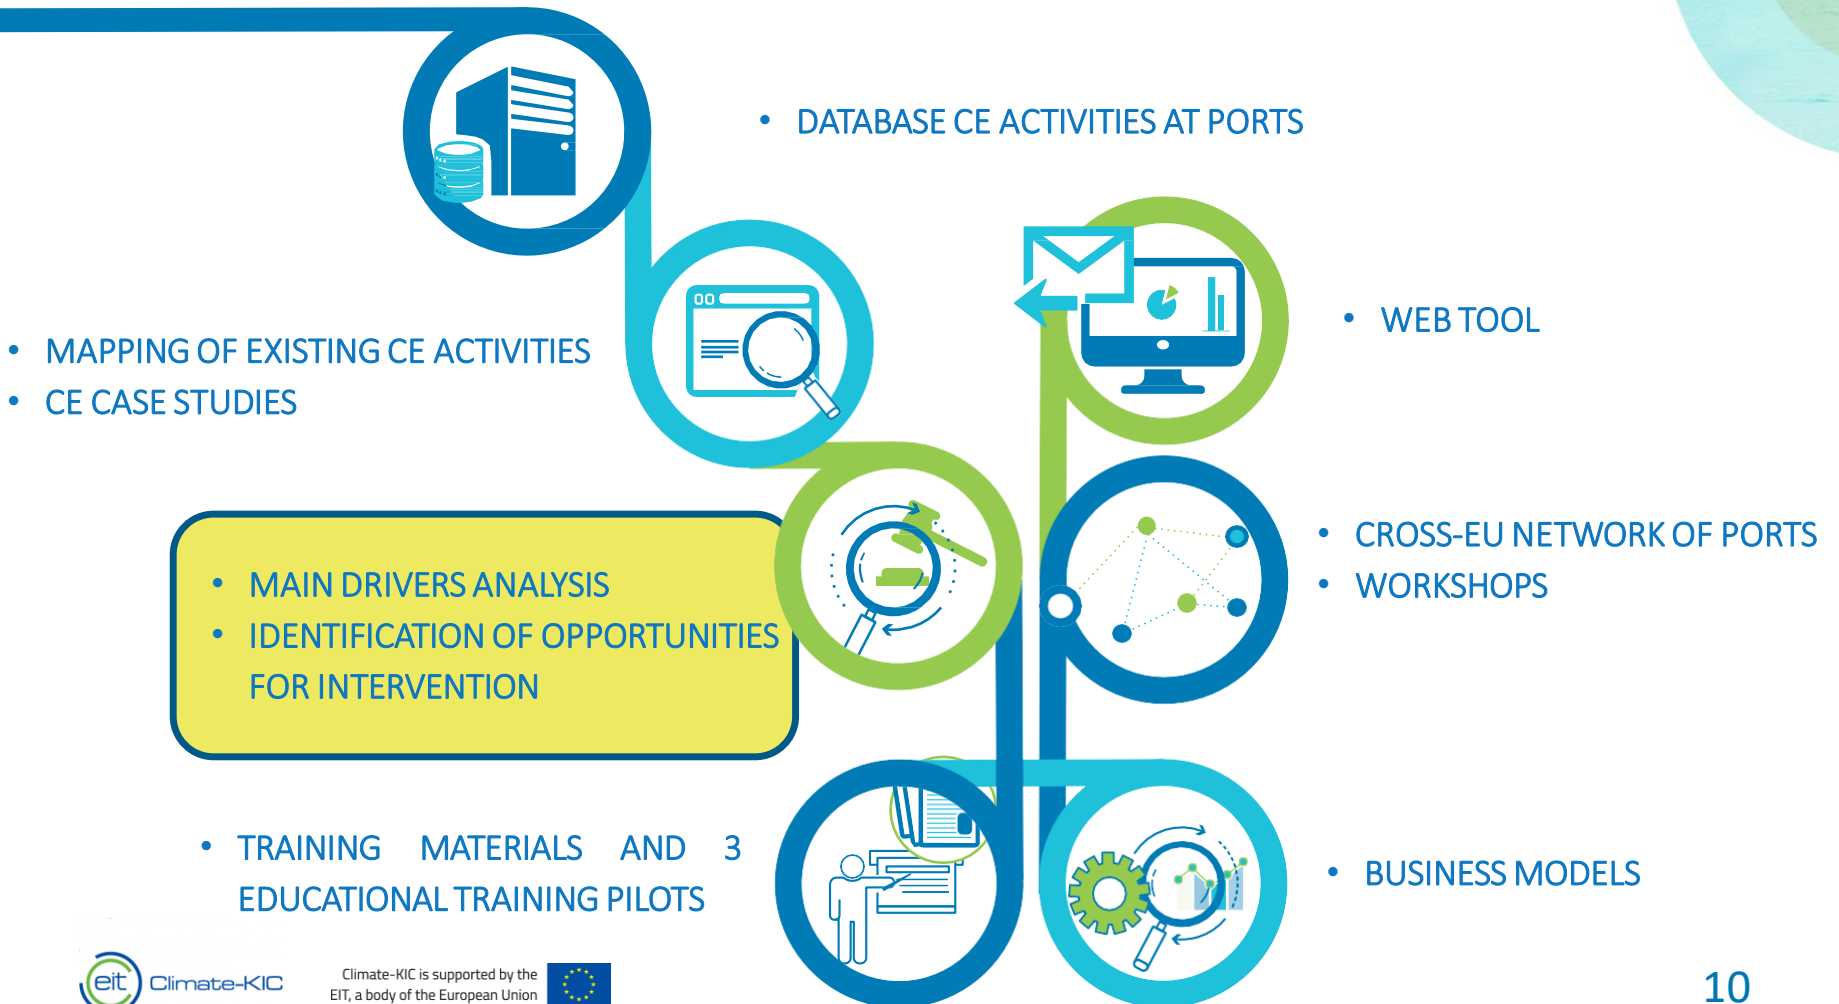 • DATABASE CE ACTIVITIES AT PORTS
• MAPPING OF EXISTING CE ACTIVITIES
• CE CASE STUDIES
• WEB TOOL
• MAIN DRIVERS ANALYSIS
• IDENTIFICATION OF OPPORTUNITIES
FOR INTERVENTION
• CROSS-EU NETWORK OF PORTS
• WORKSHOPS
• TRAINING MATERIALS AND 3
EDUCATIONAL TRAINING PILOTS
• BUSINESS MODELS
eit Climate-KIC
Climate-KIC is supported by the
EIT, a body of the European Union
10